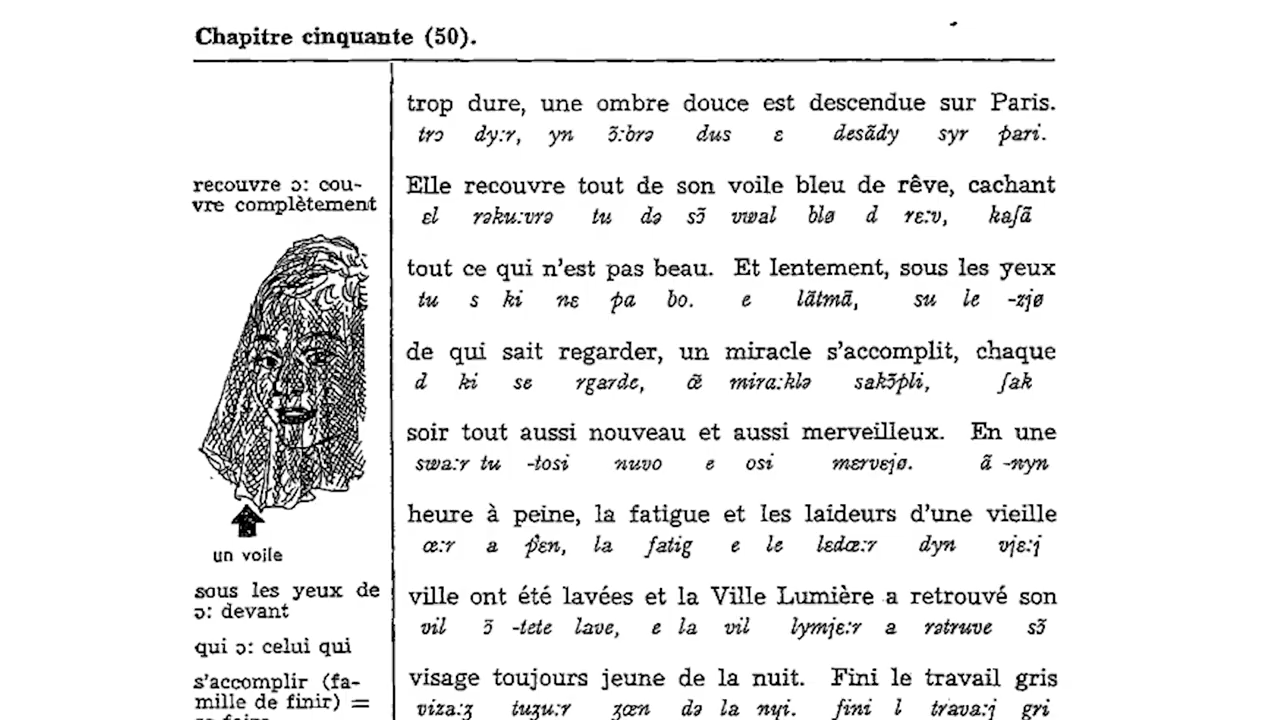 Chapitre cinquante (50).
recouvre ɔ: cou-
vre complètement
un voile
sous les yeux de
ɔ: devant
qui ɔ: celui qui
s'accomplir (fa-
mille de finir) =
trop dure, une ombre douce est descendue sur Paris.
trɔ dy:r, yn ɔ̃:brə dus ɛ desɑ̃dy syr pari.
Elle recouvre tout de son voile bleu de rêve, cachant
ɛl rəku:vrə tu də sɔ̃ vwal blø d rɛ:v, kaʃɑ̃
tout ce qui n'est pas beau. Et lentement, sous les yeux
tu s ki nɛ pa bo. e lɑ̃tmɑ̃, su le -zjø
de qui sait regarder, un miracle s'accomplit, chaque
d ki sɛ rgarde, œ̃ mira:klə sakɔ̃pli, ʃak
soir tout aussi nouveau et aussi merveilleux. En une
swa:r tu -tosi nuvo e osi mɛrvɛjø. ɑ̃ -nyn
heure à peine, la fatigue et les laideurs d'une vieille
œ:r a pɛn, la fatig e le lɛdœ:r dyn vjɛ:j
ville ont été lavées et la Ville Lumière a retrouvé son
vil ɔ̃ -tete lave, e la vil lymjɛ:r a rətruve sɔ̃
visage toujours jeune de la nuit. Fini le travail gris
viza:ʒ tuʒu:r ʒœn də la nɥi. fini l trava:j gri